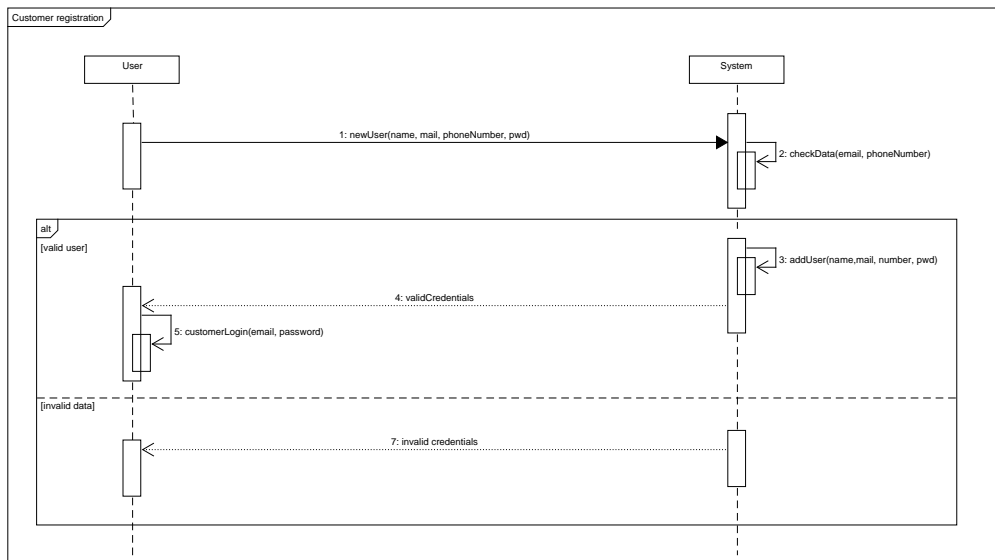 Customer registration
User
System
1: newUser(name, mail, phoneNumber, pwd)
2: checkData(email, phoneNumber)
alt
[valid user]
3: addUser(name,mail, number, pwd)
4: validCredentials
5: customerLogin(email, password)
[invalid data]
7: invalid credentials